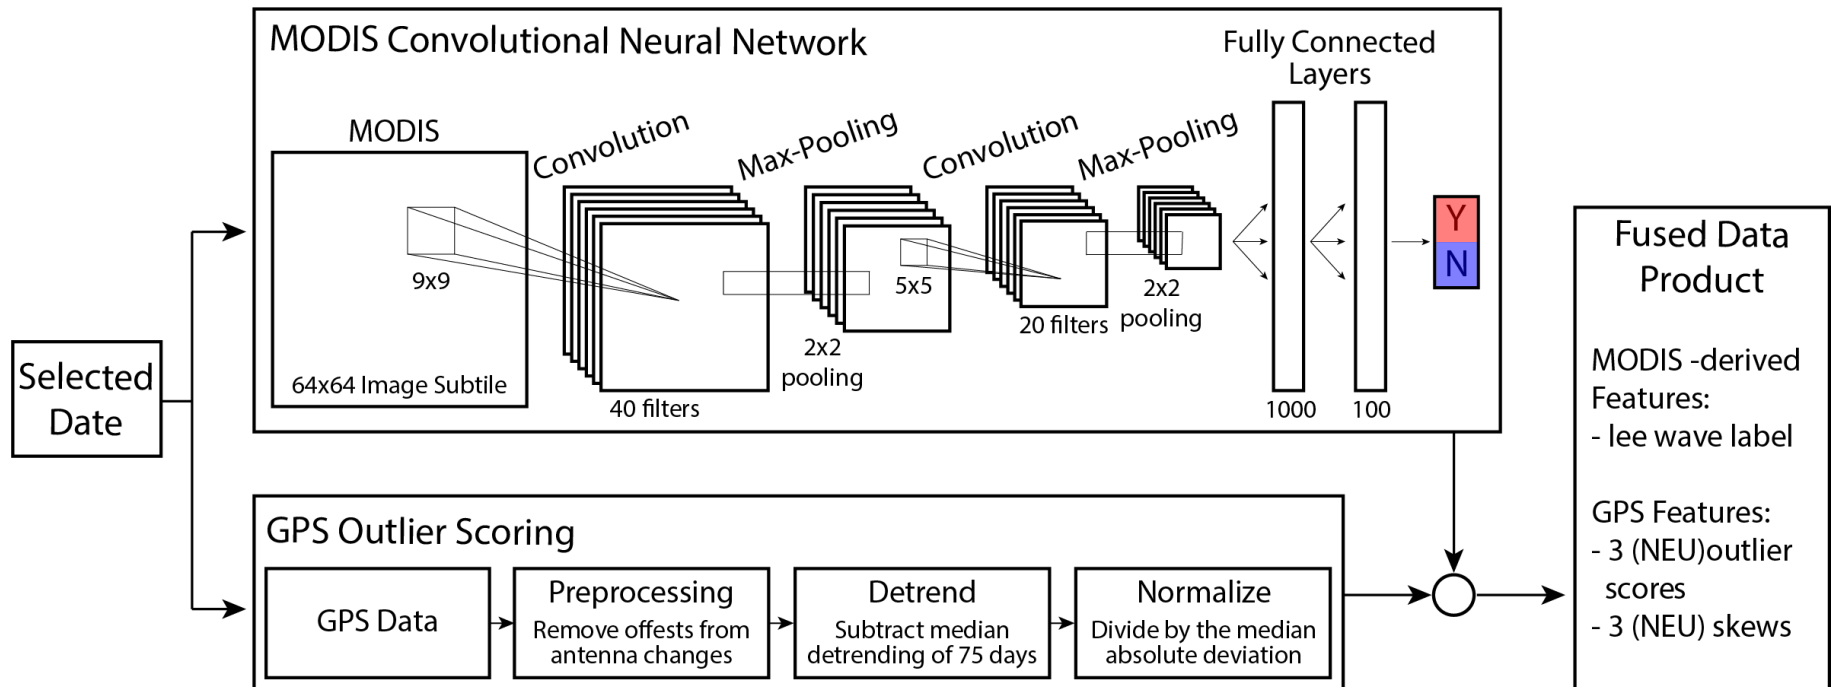 MODIS Convolutional Neural Network
Fully Connected
Layers
MODIS
Convolution
Max-Pooling
Convolution
Max-Pooling
9x9
5x5
Y
N
64x64 Image Subtile
40 filters
2x2
pooling
20 filters
2x2
pooling
1000
100
Selected
Date
GPS Outlier Scoring
GPS Data
Preprocessing
Remove offests from
antenna changes
Detrend
Subtract median
detrending of 75 days
Normalize
Divide by the median
absolute deviation
Fused Data
Product
MODIS -derived
Features:
- lee wave label
GPS Features:
- 3 (NEU)outlier
scores
- 3 (NEU) skews